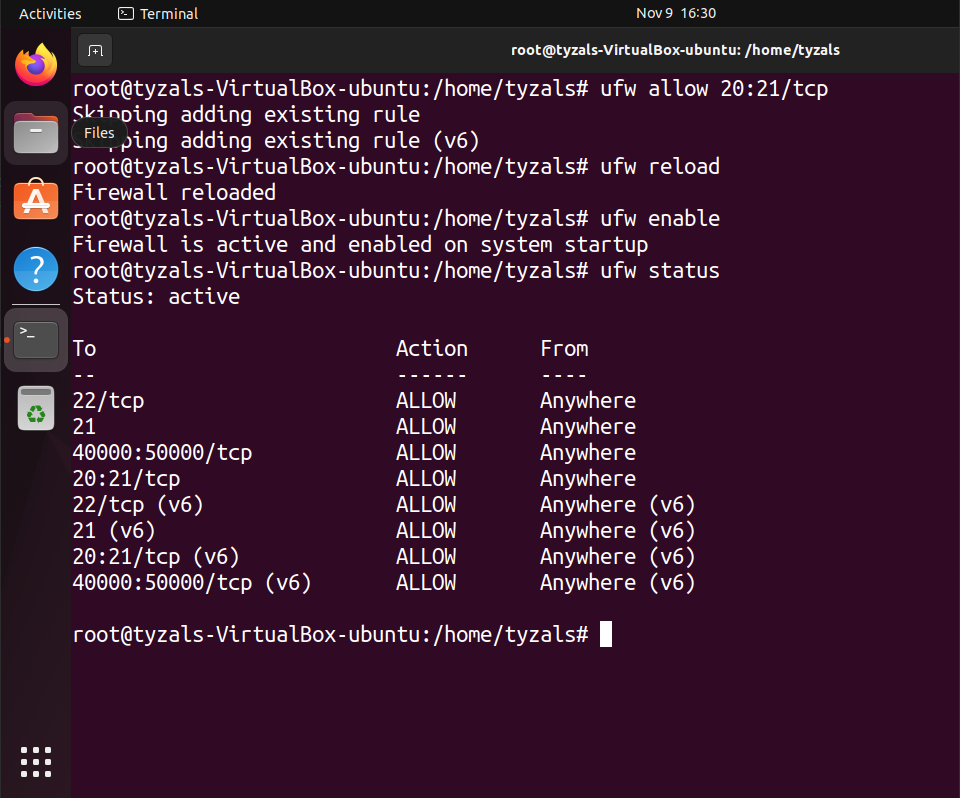 Activities Terminal Nov 9 16:30
root@tyzals-VirtualBox-ubuntu: /home/tyzals
root@tyzals-VirtualBox-ubuntu:/home/tyzals# ufw allow 20:21/tcp
Skipping adding existing rule
Files
Skipping adding existing rule (v6)
root@tyzals-VirtualBox-ubuntu:/home/tyzals# ufw reload
Firewall reloaded
root@tyzals-VirtualBox-ubuntu:/home/tyzals# ufw enable
Firewall is active and enabled on system startup
root@tyzals-VirtualBox-ubuntu:/home/tyzals# ufw status
Status: active
To Action From
-- ------ ----
22/tcp ALLOW Anywhere
21 ALLOW Anywhere
40000:50000/tcp ALLOW Anywhere
20:21/tcp ALLOW Anywhere
22/tcp (v6) ALLOW Anywhere (v6)
21 (v6) ALLOW Anywhere (v6)
20:21/tcp (v6) ALLOW Anywhere (v6)
40000:50000/tcp (v6) ALLOW Anywhere (v6)
root@tyzals-VirtualBox-ubuntu:/home/tyzals#